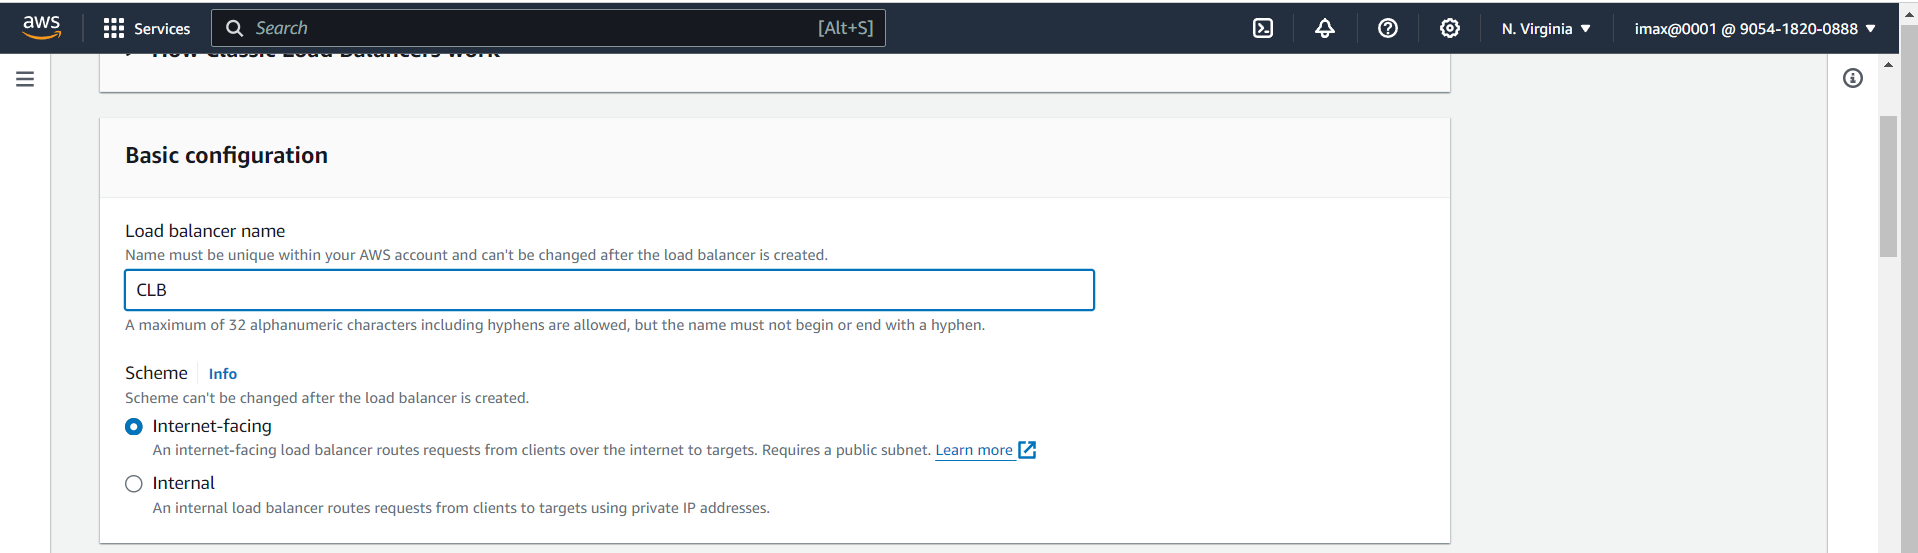 aws Services Search [Alt+S] N. Virginia imax@0001 @ 9054-1820-0888
How Classic Load Balancers work
Basic configuration
Load balancer name
Name must be unique within your AWS account and can't be changed after the load balancer is created.
CLB
A maximum of 32 alphanumeric characters including hyphens are allowed, but the name must not begin or end with a hyphen.
Scheme Info
Scheme can't be changed after the load balancer is created.
Internet-facing
An internet-facing load balancer routes requests from clients over the internet to targets. Requires a public subnet. Learn more
Internal
An internal load balancer routes requests from clients to targets using private IP addresses.